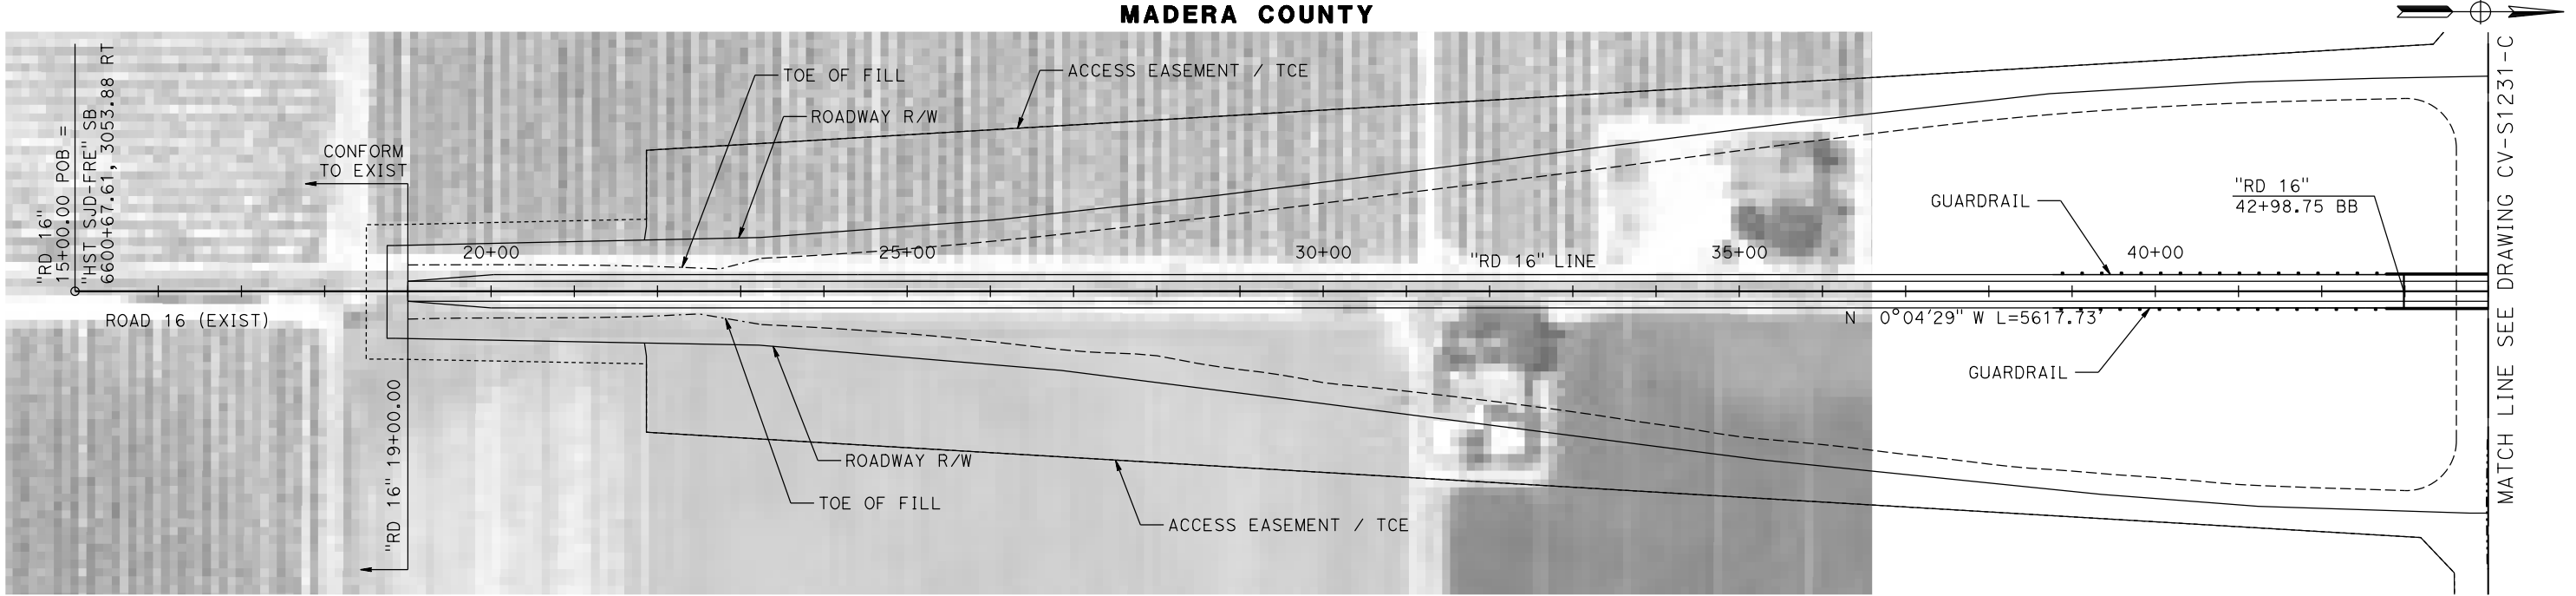 MADERA COUNTY
"RD 16"
15+00.00 POB =
"HST SJD-FRE" SB
6600+67.61, 3053.88 RT
CONFORM
TO EXIST
TOE OF FILL
ROADWAY R/W
ACCESS EASEMENT / TCE
20+00
25+00
30+00
"RD 16" LINE
35+00
GUARDRAIL
40+00
"RD 16"
42+98.75 BB
ROAD 16 (EXIST)
N 0°04'29" W L=5617.73'
GUARDRAIL
"RD 16" 19+00.00
ROADWAY R/W
TOE OF FILL
ACCESS EASEMENT / TCE
MATCH LINE SEE DRAWING CV-S1231-C